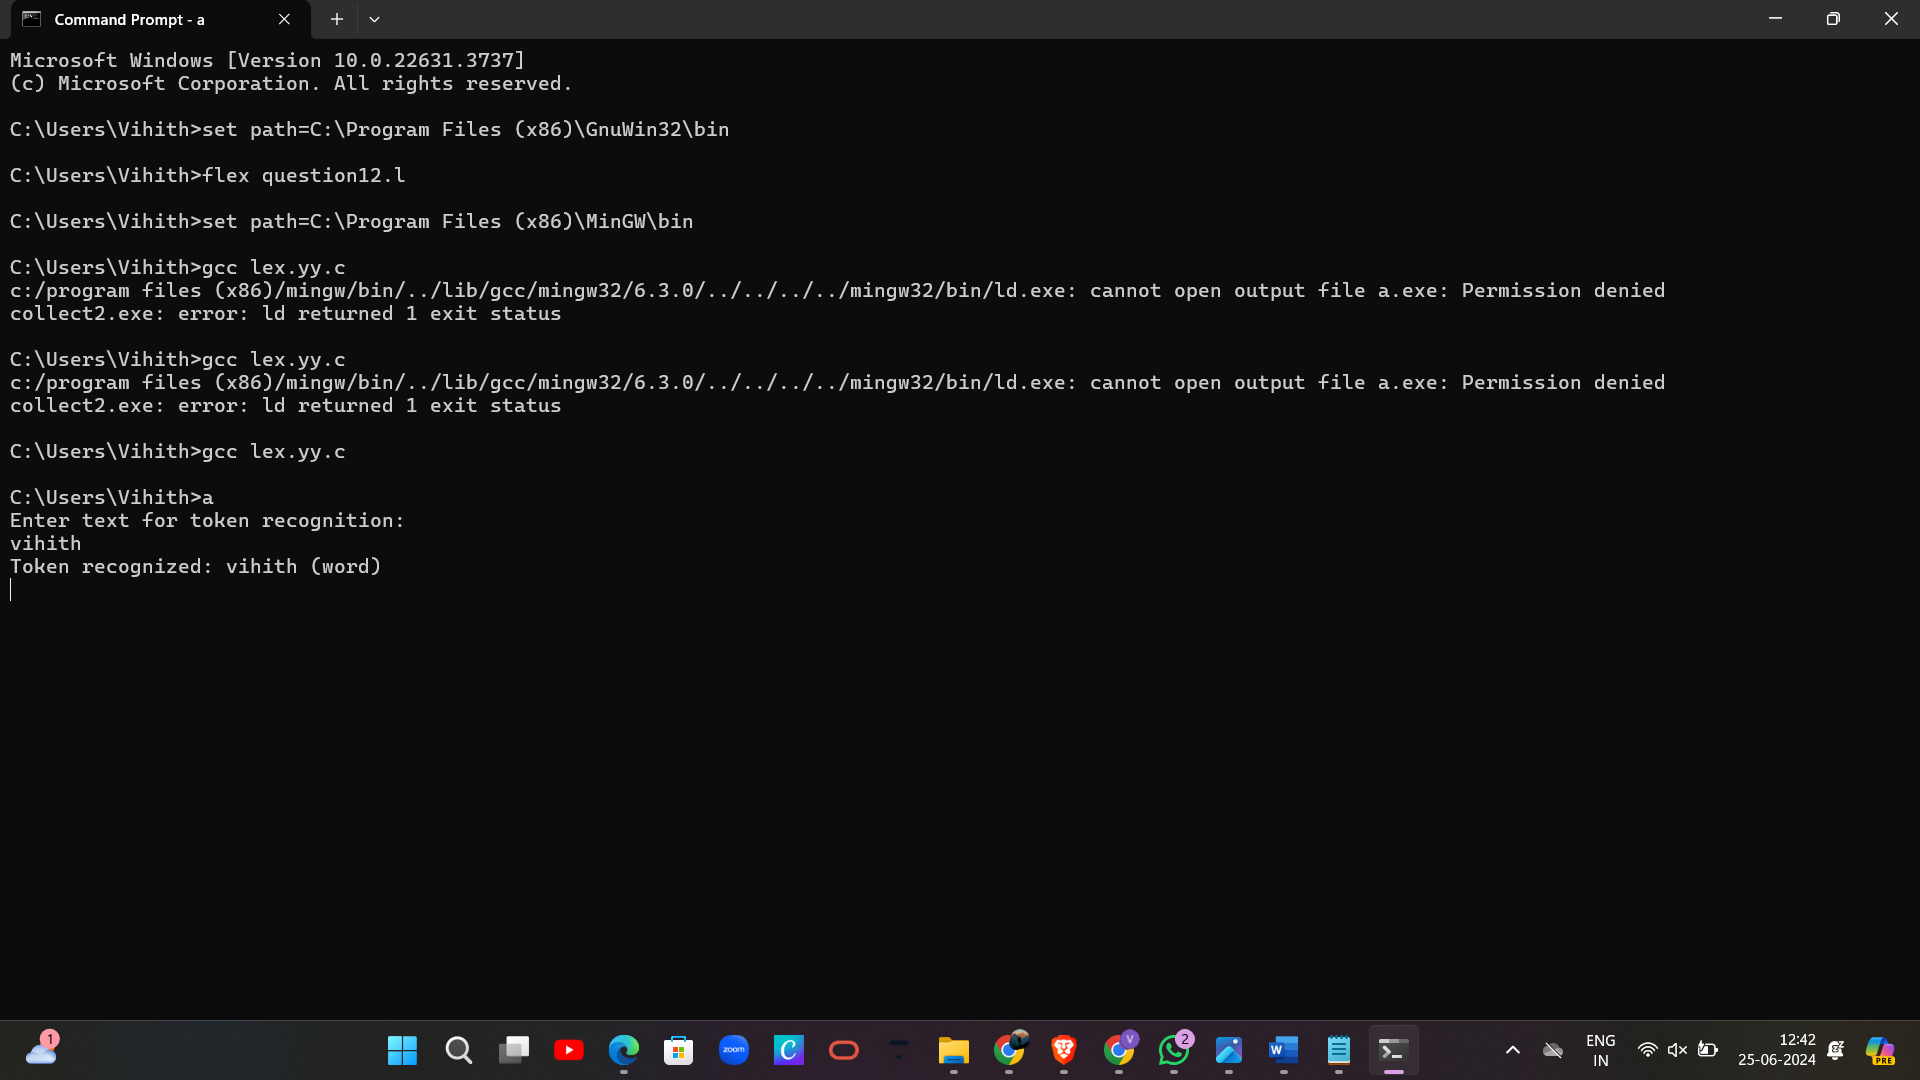 Command Prompt - a
Microsoft Windows [Version 10.0.22631.3737]
(c) Microsoft Corporation. All rights reserved.
C:\Users\Vihith>set path=C:\Program Files (x86)\GnuWin32\bin
C:\Users\Vihith>flex question12.l
C:\Users\Vihith>set path=C:\Program Files (x86)\MinGW\bin
C:\Users\Vihith>gcc lex.yy.c
c:/program files (x86)/mingw/bin/../lib/gcc/mingw32/6.3.0/../../../../mingw32/bin/ld.exe: cannot open output file a.exe: Permission denied
collect2.exe: error: ld returned 1 exit status
C:\Users\Vihith>gcc lex.yy.c
c:/program files (x86)/mingw/bin/../lib/gcc/mingw32/6.3.0/../../../../mingw32/bin/ld.exe: cannot open output file a.exe: Permission denied
collect2.exe: error: ld returned 1 exit status
C:\Users\Vihith>gcc lex.yy.c
C:\Users\Vihith>a
Enter text for token recognition:
vihith
Token recognized: vihith (word)
1
zoom
C
V
2
W
ENG
IN
12:42
25-06-2024
PRE